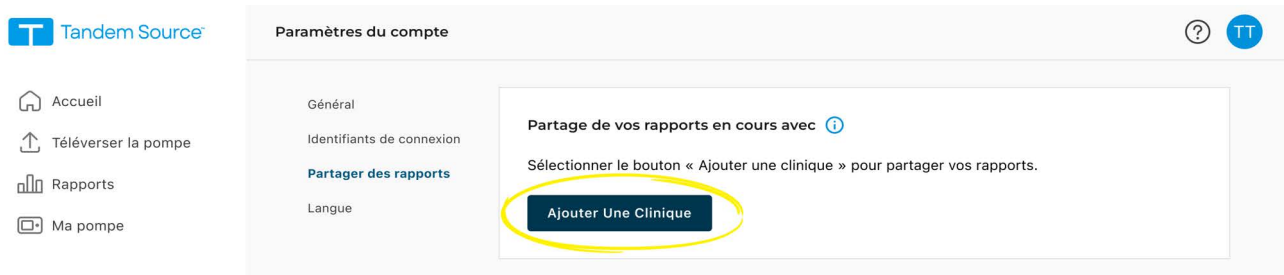 Tandem Source™
Paramètres du compte
?
TT
Accueil
Téléverser la pompe
Rapports
Ma pompe
Général
Identifiants de connexion
Partager des rapports
Langue
Partage de vos rapports en cours avec
Sélectionner le bouton « Ajouter une clinique » pour partager vos rapports.
Ajouter Une Clinique